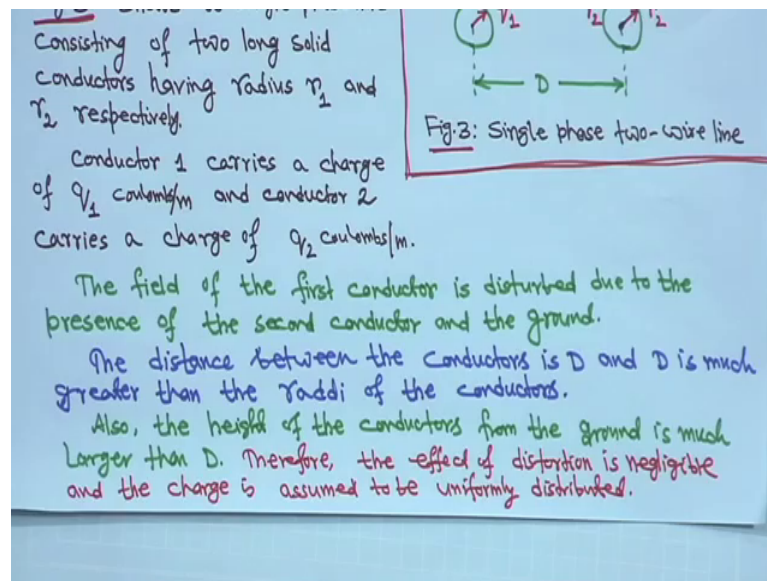 consisting of two long solid
conductors having radius r1 and
r2 respectively.
Conductor 1 carries a charge
of q1 coulombs/m and conductor 2
carries a charge of q2 coulombs/m.
r1
r2
D
Fig.3: Single phase two-wire line
The field of the first conductor is disturbed due to the
presence of the second conductor and the ground.
The distance between the conductors is D and D is much
greater than the raddi of the conductors.
Also, the height of the conductors from the ground is much
Larger than D. Therefore, the effect of distortion is negligible
and the charge is assumed to be uniformly distributed.